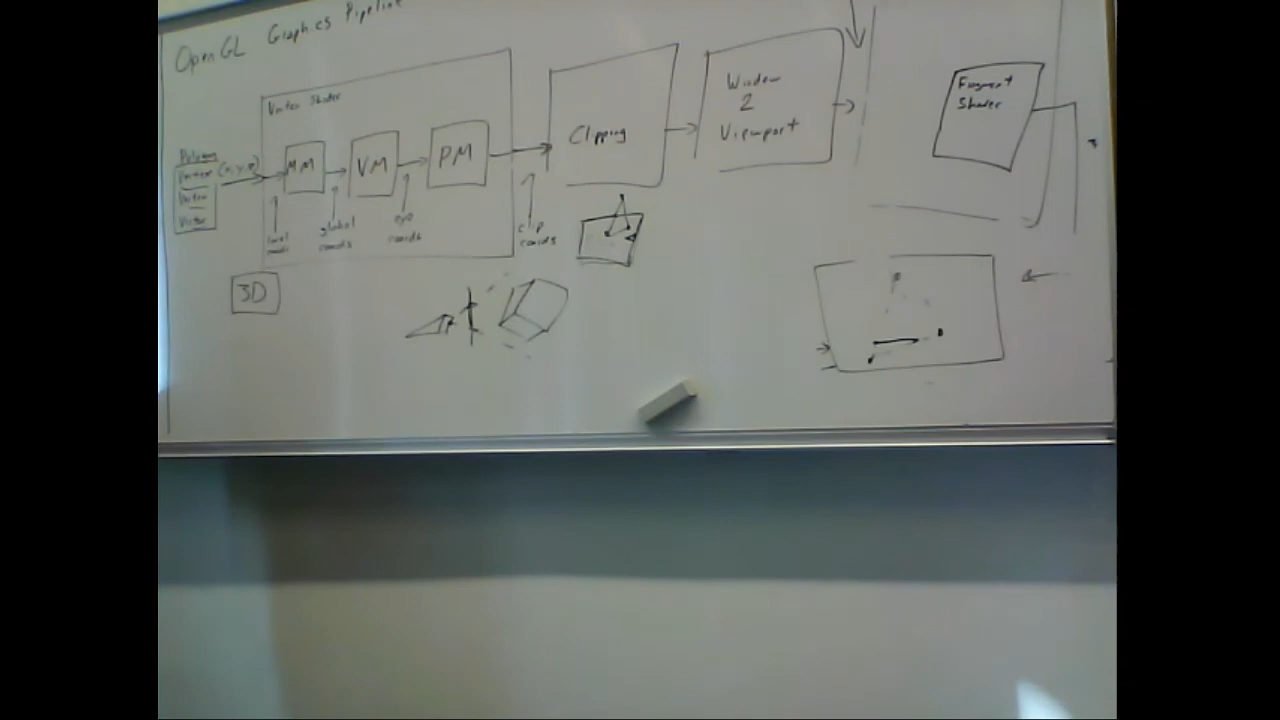 OpenGL Graphics Pipeline
Vertex Shader
Polygon
Vertex (x,y,z)
Vertex
Vertex
MM
VM
PM
local coords
global coords
eye coords
clip coords
3D
Clipping
Window
2
Viewport
Fragment
Shader